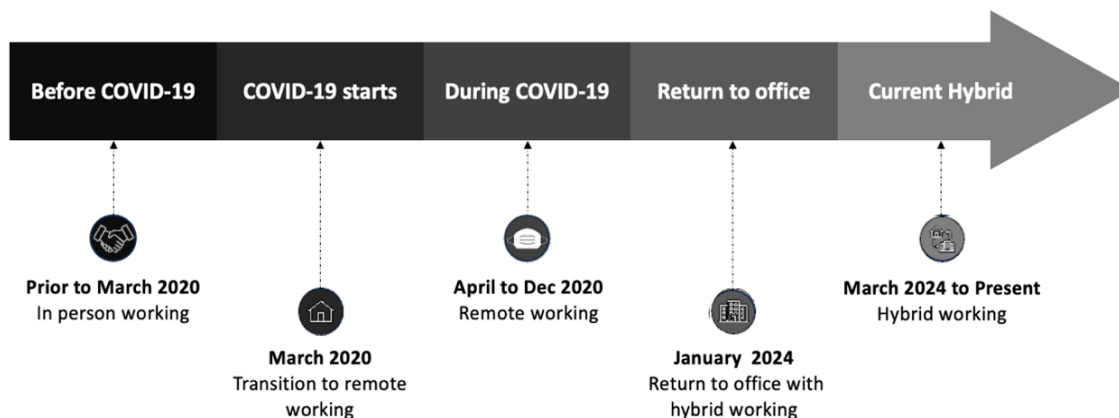 Before COVID-19
COVID-19 starts
During COVID-19
Return to office
Current Hybrid
Prior to March 2020
In person working
March 2020
Transition to remote
working
April to Dec 2020
Remote working
January  2024
Return to office with
hybrid working
March 2024 to Present
Hybrid working